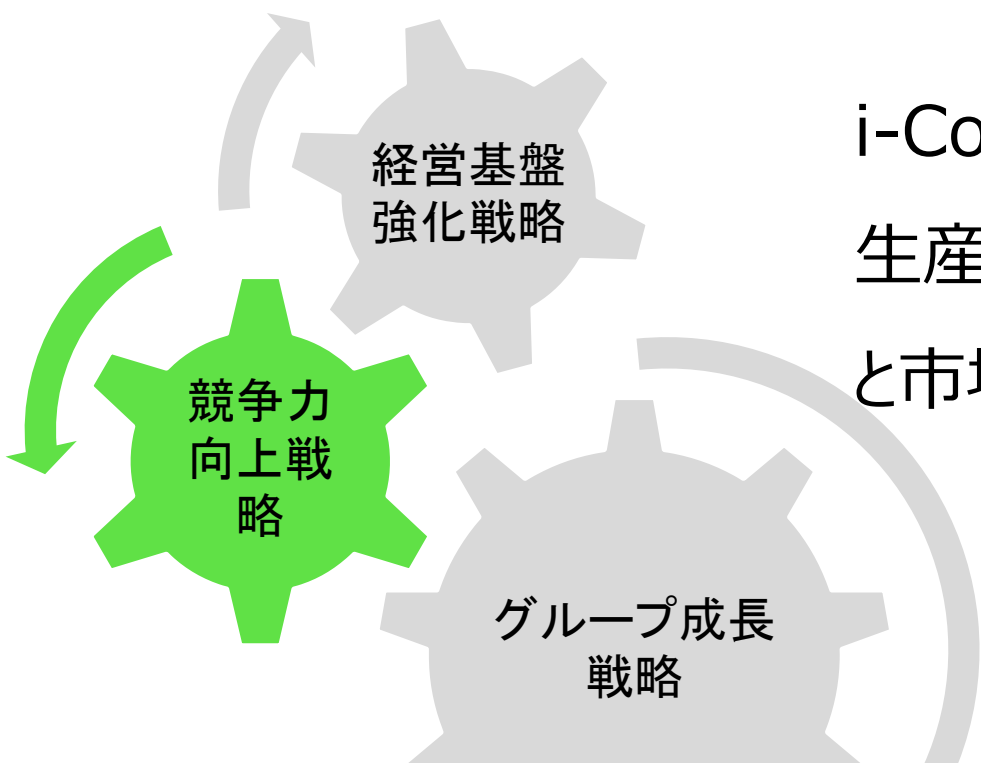 経営基盤
強化戦略
i-Co
生産
と市
競争力
向上戦
略
グループ成長
戦略